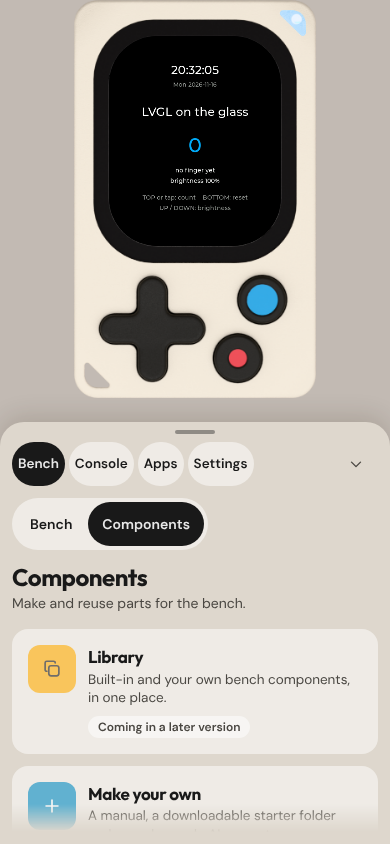 20:32:05
Mon 2026-11-16
LVGL on the glass
0
no finger yet
brightness 100%
TOP or tap: count BOTTOM: reset
UP / DOWN: brightness
Bench Console Apps Settings
Bench Components
Components
Make and reuse parts for the bench.
Library
Built-in and your own bench components,
in one place.
Coming in a later version
Make your own
A manual, a downloadable starter folder